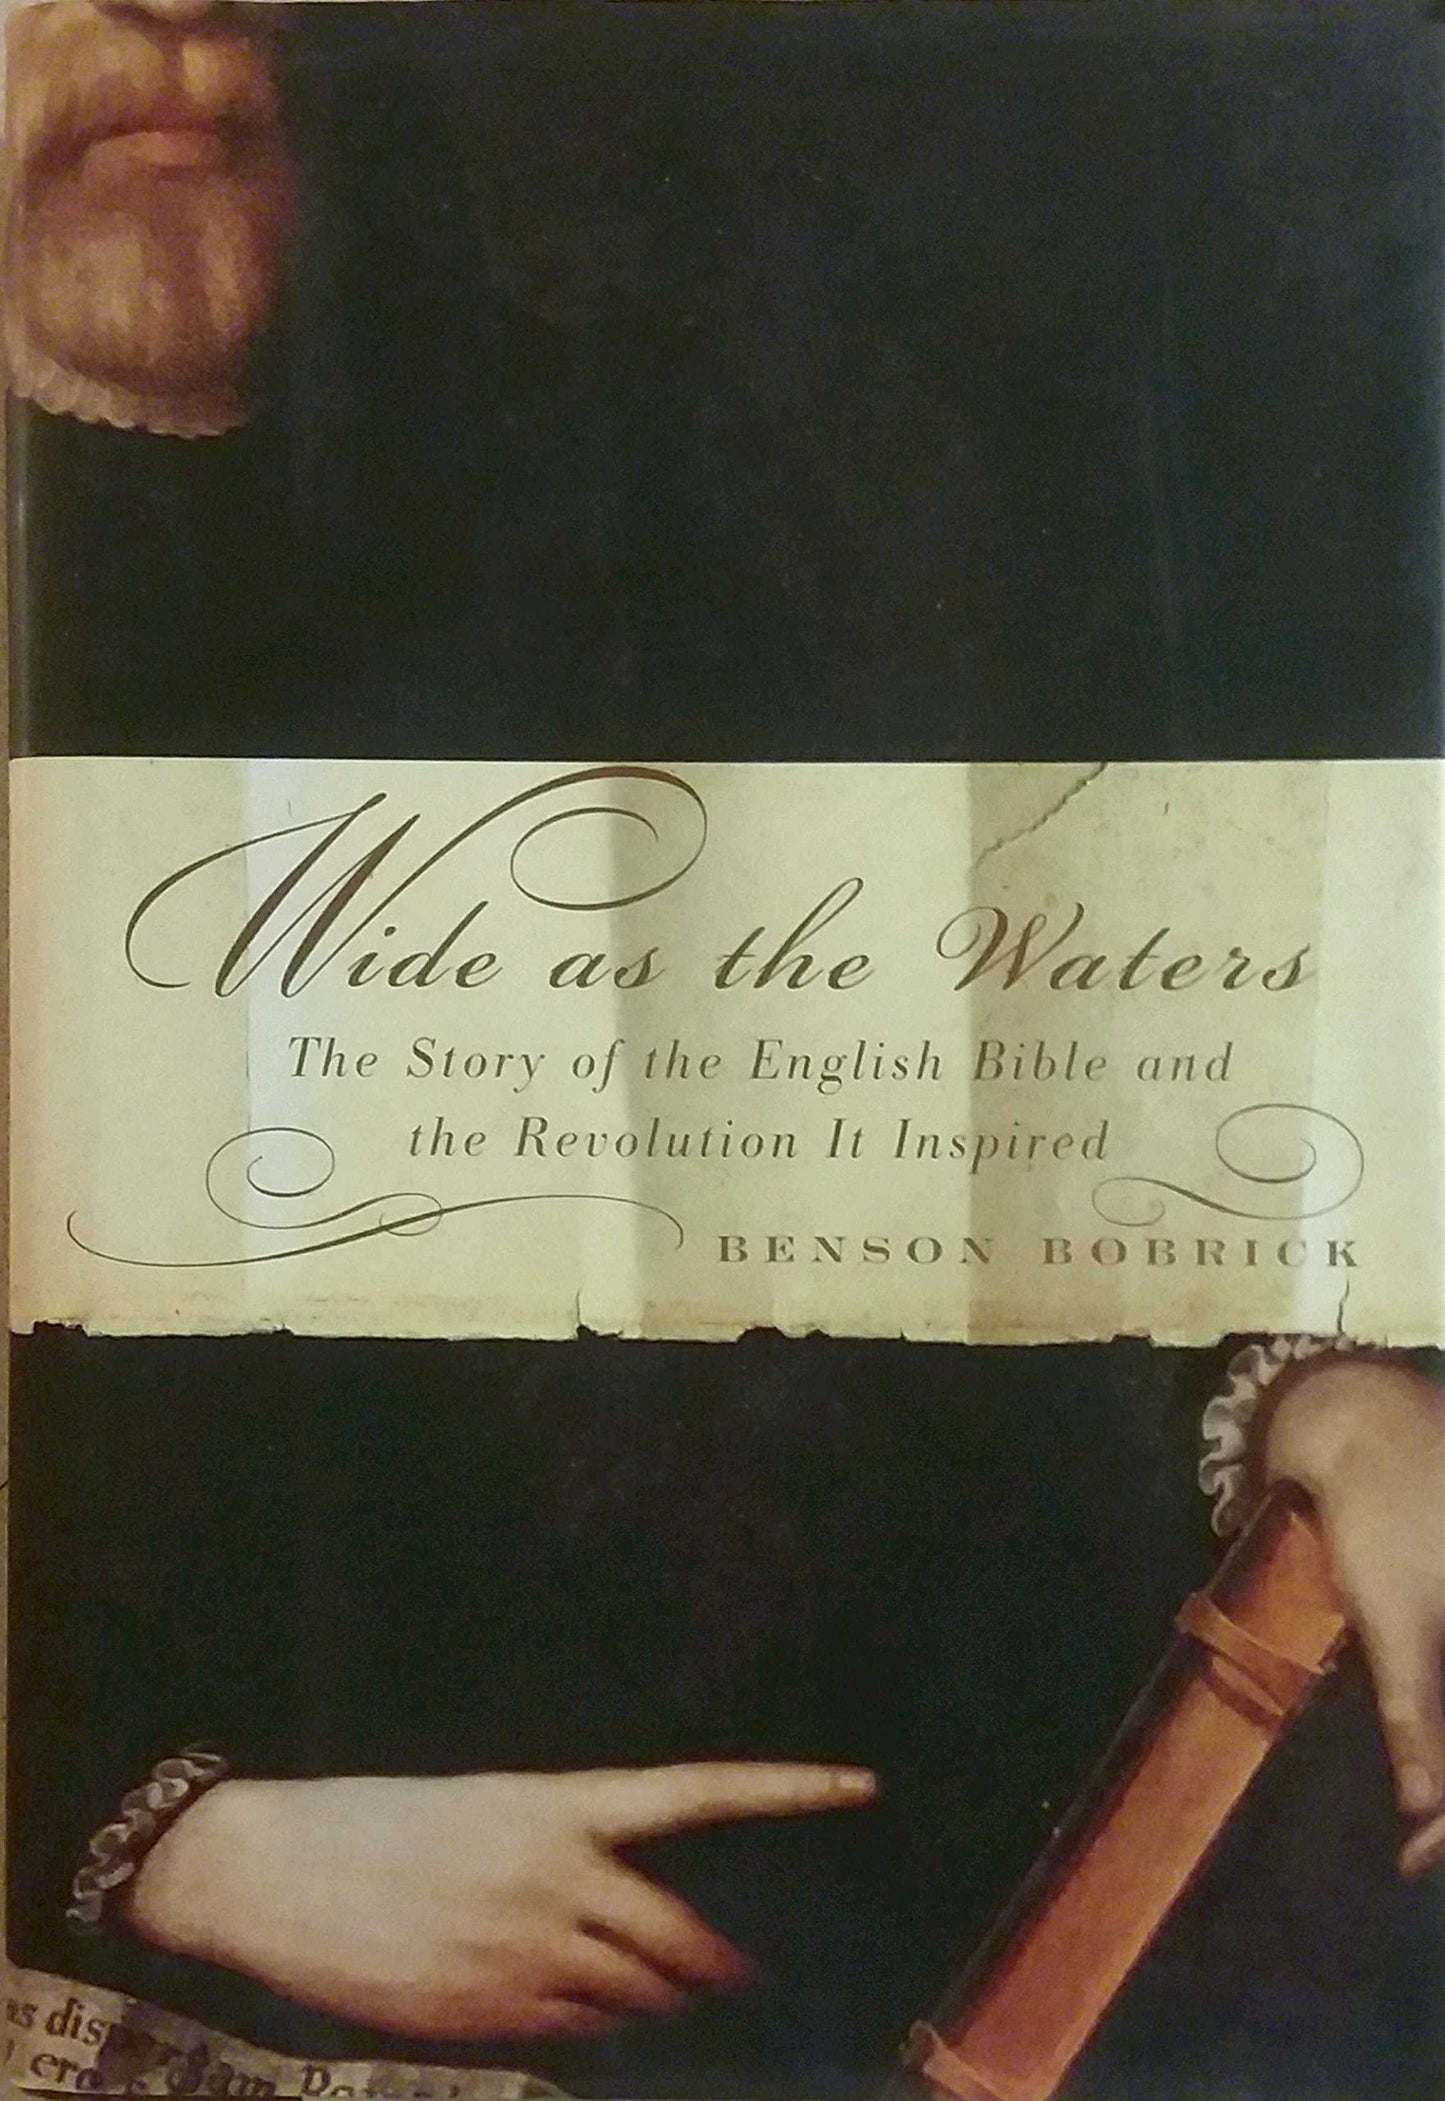 Wide as the Waters
The Story of the English Bible and
the Revolution It Inspired
BENSON BOBRICK